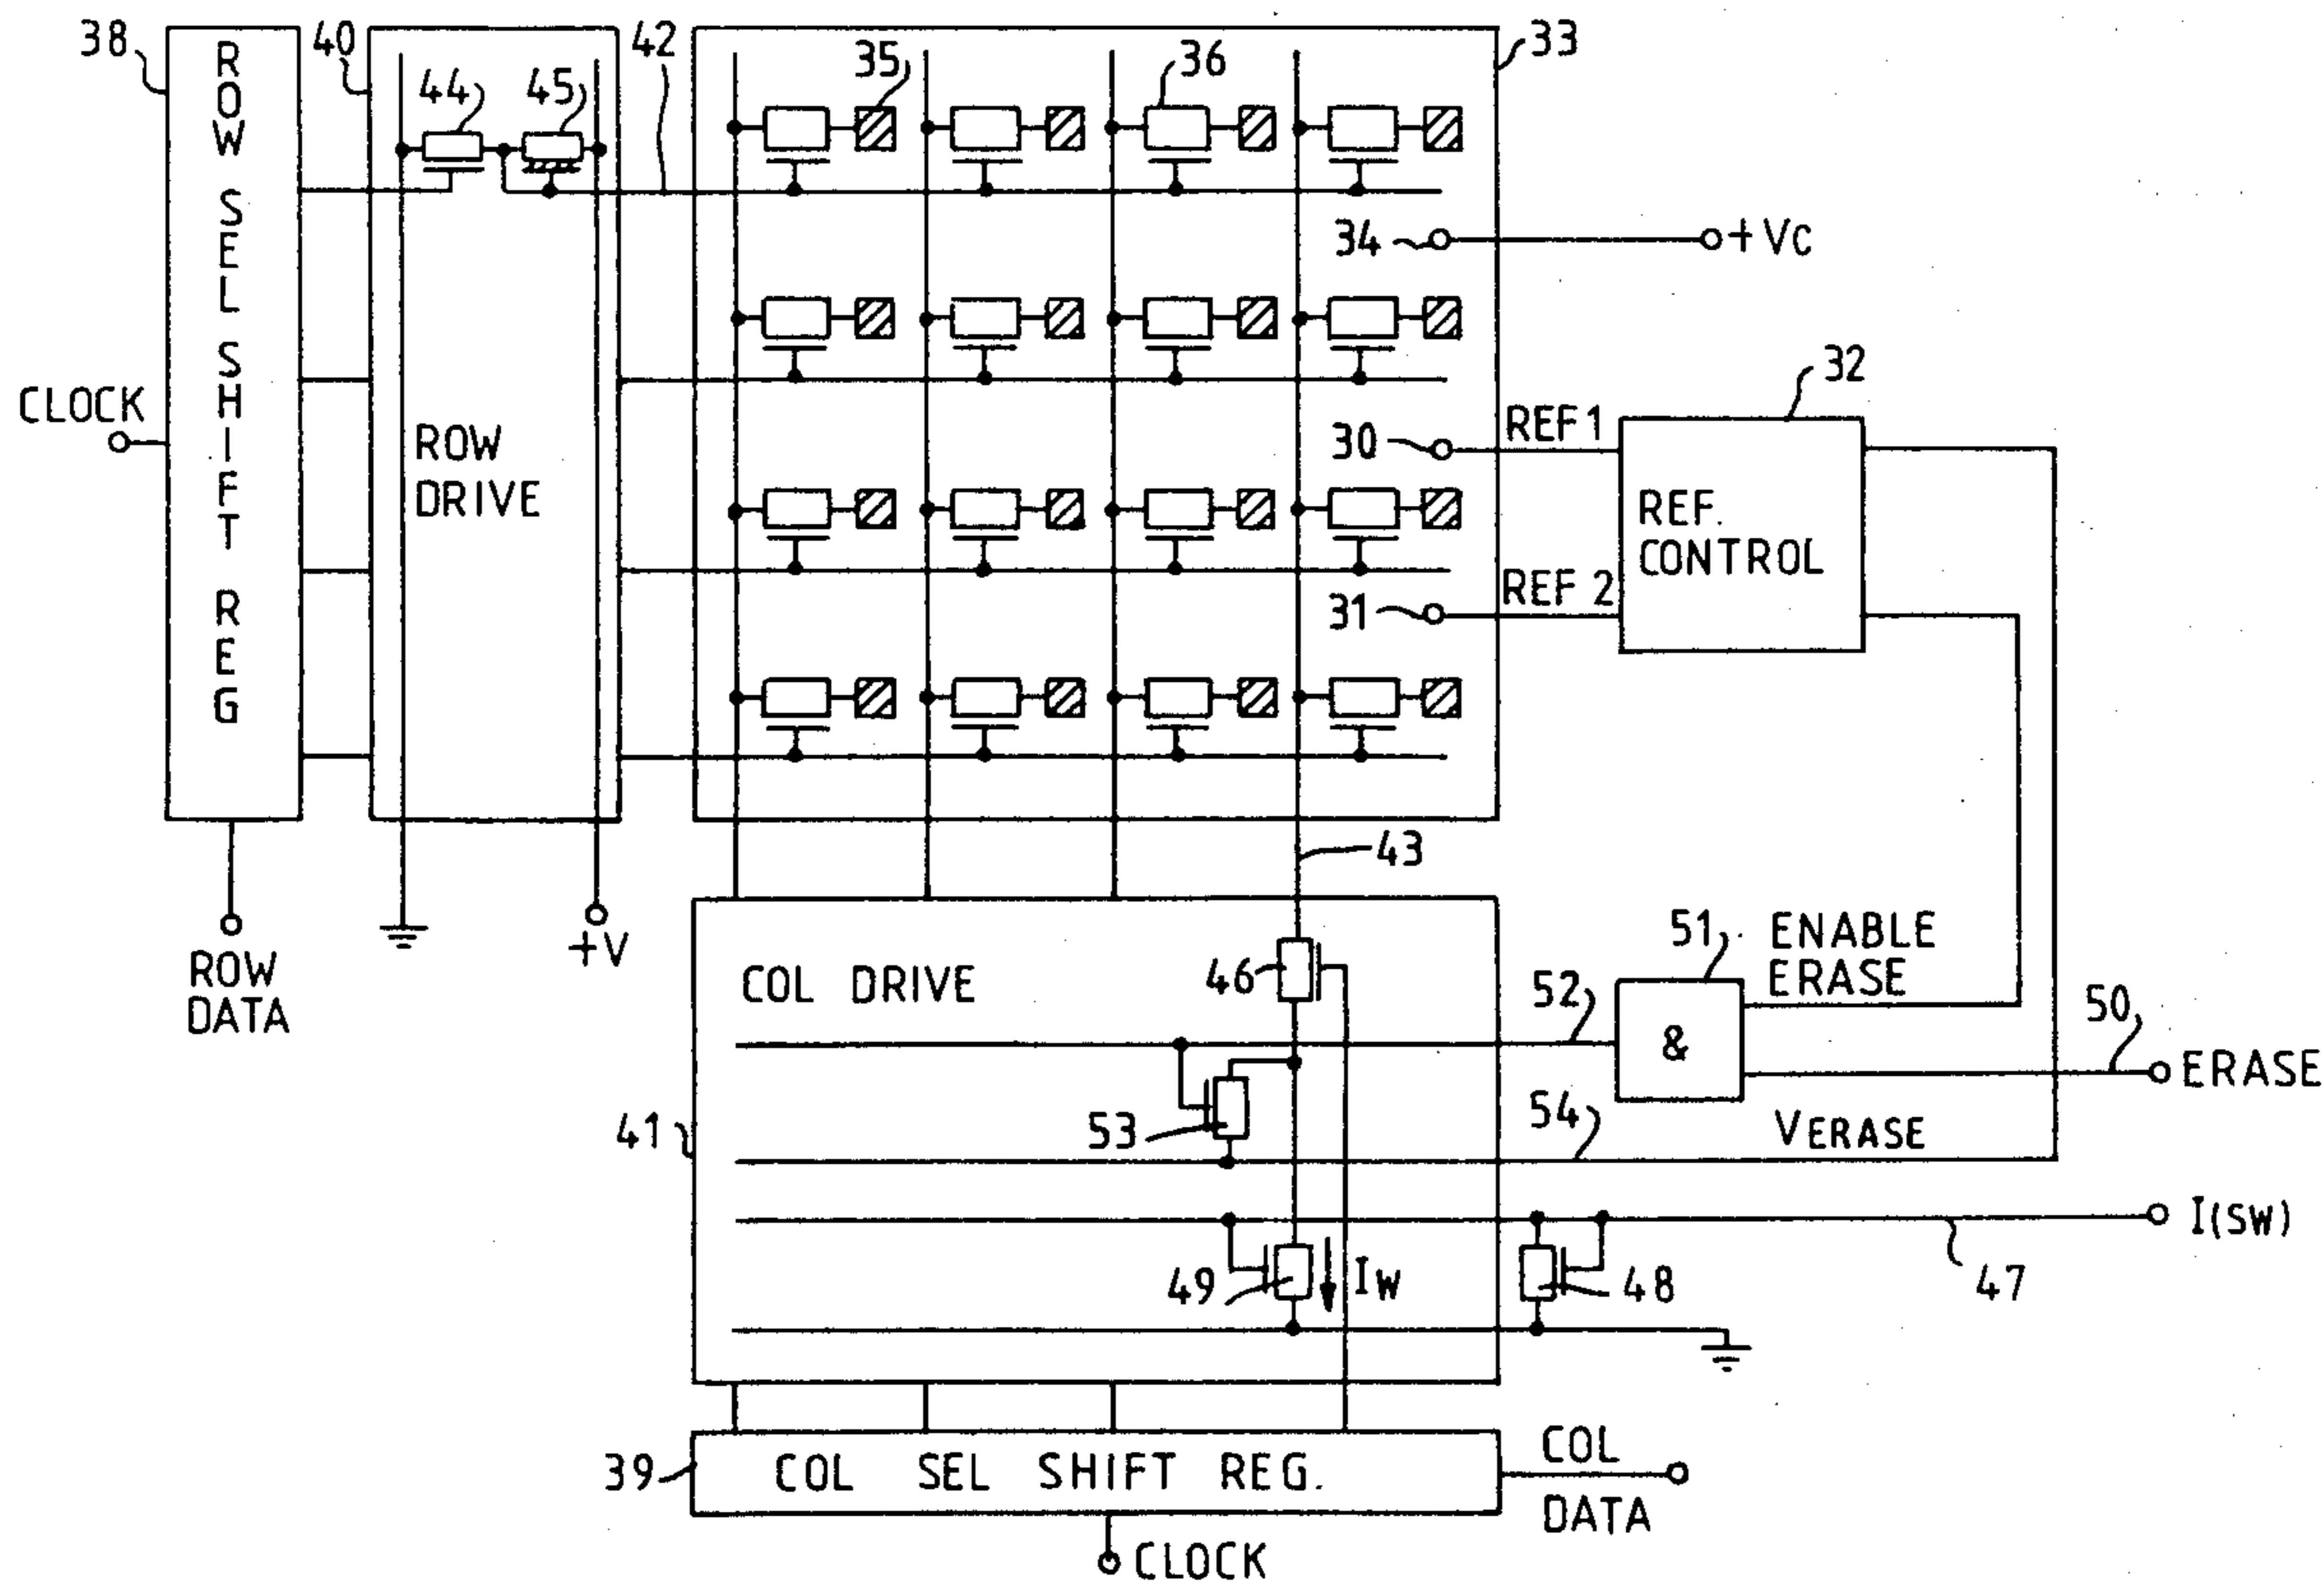 38
40
42
35
36
33
44
45
ROW SEL SHIFT REG
34
+Vc
CLOCK
ROW
DRIVE
30
REF 1
32
REF.
CONTROL
31
REF 2
43
ROW
DATA
+V
COL DRIVE
46
52
51
ENABLE
ERASE
50
&
ERASE
41
53
54
VERASE
49
IW
48
47
I(SW)
39
COL SEL SHIFT REG.
COL
DATA
CLOCK